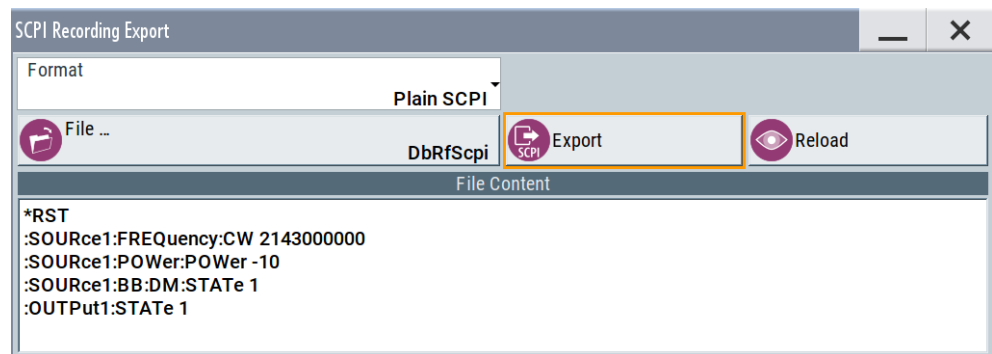 SCPI Recording Export
Format
Plain SCPI
File ...
DbRfScpi
SCPI
Export
Reload
File Content
*RST
:SOURce1:FREQuency:CW 2143000000
:SOURce1:POWer:POWer -10
:SOURce1:BB:DM:STATe 1
:OUTPut1:STATe 1